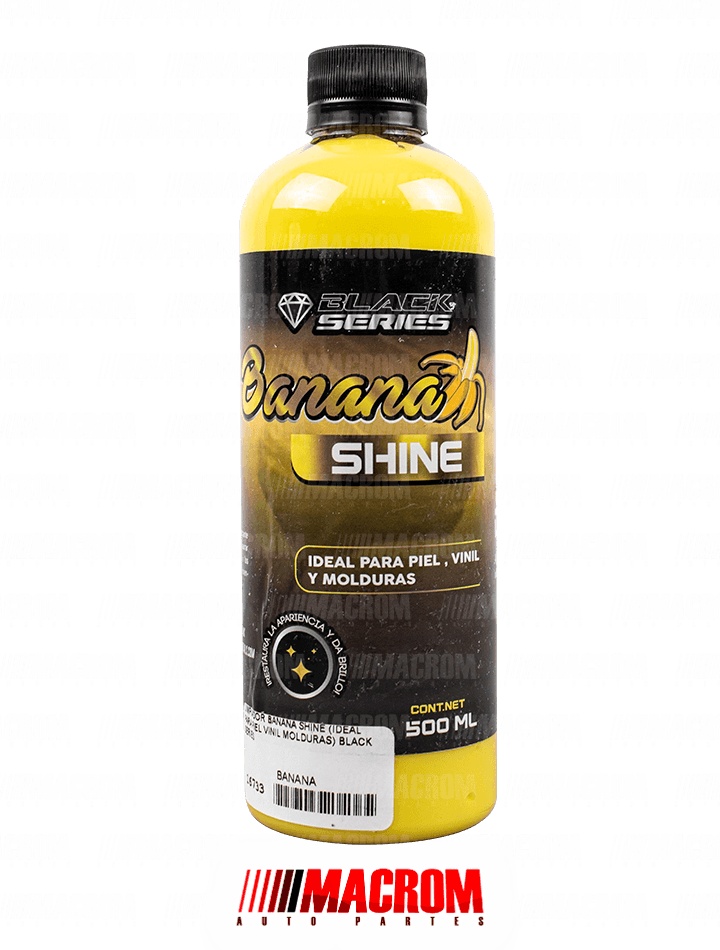 BLACK
SERIES
Banana
SHINE
IDEAL PARA PIEL , VINIL
Y MOLDURAS
¡RESTAURA LA APARIENCIA Y DA BRILLO!
CONT.NET
500 ML
BANANA SHINE (IDEAL
VINIL MOLDURAS) BLACK
BANANA
16733
MACROM
AUTO PARTES